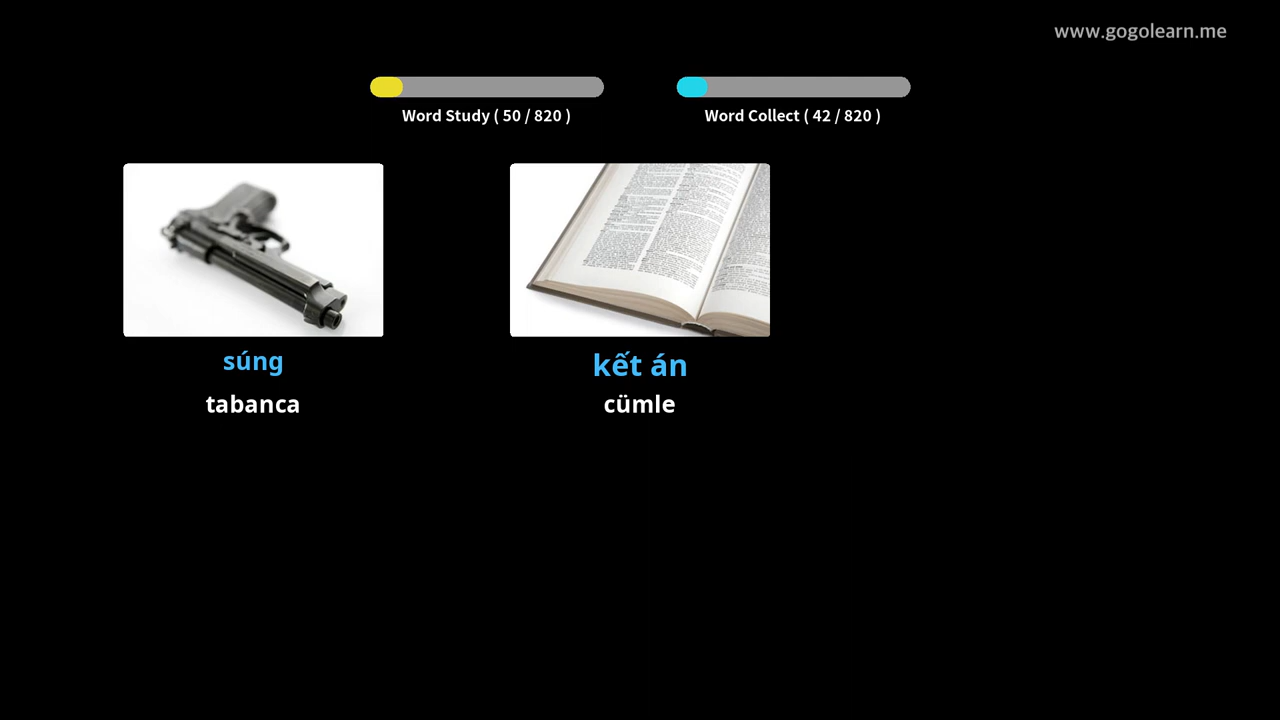 www.gogolearn.me
Word Study ( 50 / 820 )
Word Collect ( 42 / 820 )
súng
tabanca
kết án
cümle